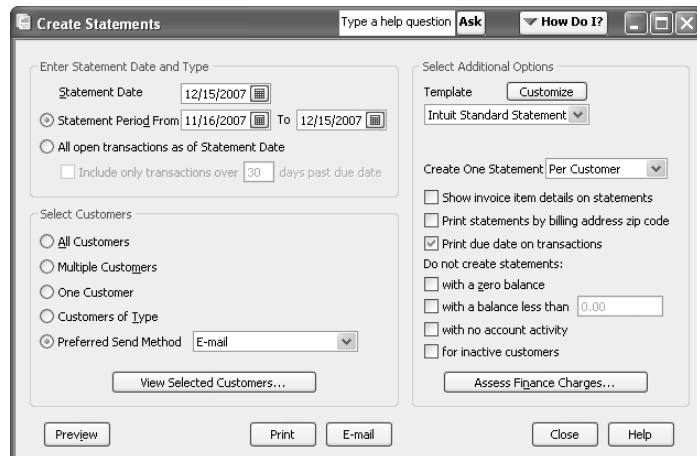 Create Statements
Type a help question Ask
How Do I?
Enter Statement Date and Type
Statement Date 12/15/2007
Statement Period From 11/16/2007 To 12/15/2007
All open transactions as of Statement Date
Include only transactions over 30 days past due date
Select Customers
All Customers
Multiple Customers
One Customer
Customers of Type
Preferred Send Method E-mail
View Selected Customers...
Select Additional Options
Template Customize
Intuit Standard Statement
Create One Statement Per Customer
Show invoice item details on statements
Print statements by billing address zip code
Print due date on transactions
Do not create statements:
with a zero balance
with a balance less than 0.00
with no account activity
for inactive customers
Assess Finance Charges...
Preview Print E-mail Close Help